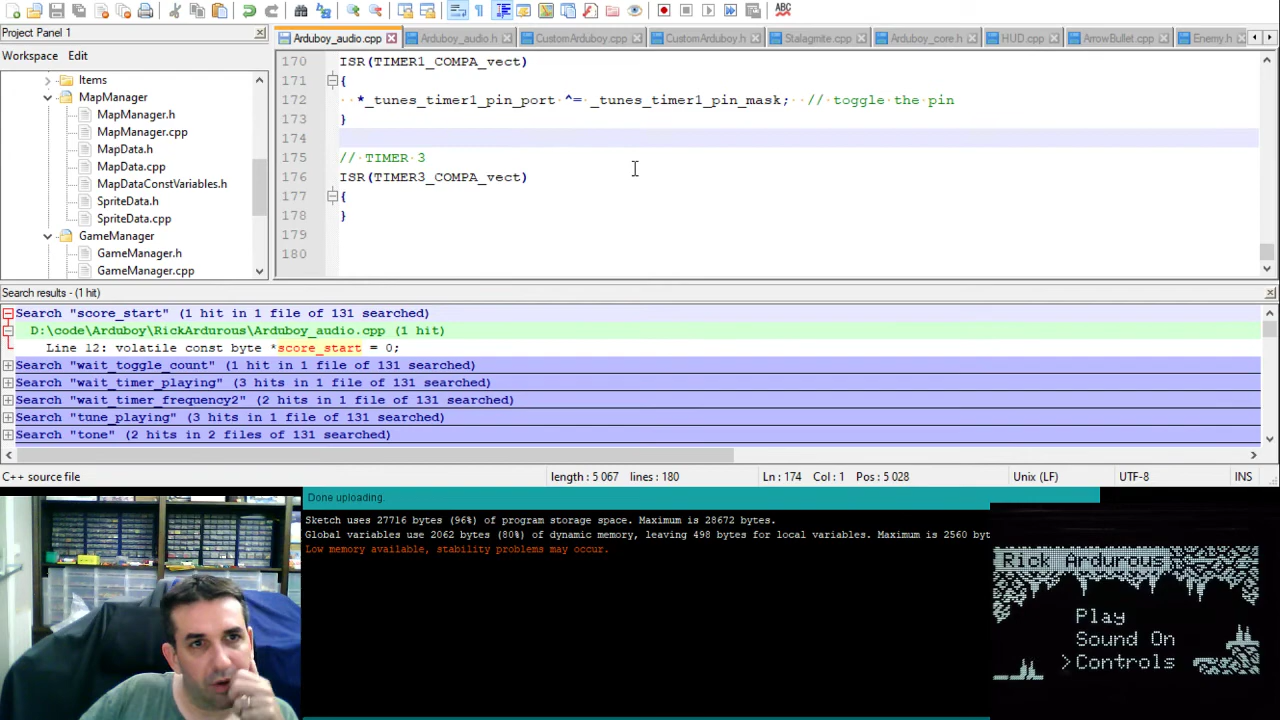 Project Panel 1
Workspace Edit
Items
MapManager
MapManager.h
MapManager.cpp
MapData.h
MapData.cpp
MapDataConstVariables.h
SpriteData.h
SpriteData.cpp
GameManager
GameManager.h
GameManager.cpp
Arduboy_audio.cpp Arduboy_audio.h CustomArduboy.cpp CustomArduboy.h Stalagmite.cpp Arduboy_core.h HUD.cpp ArrowBullet.cpp Enemy.h
170 ISR(TIMER1_COMPA_vect)
171 {
172 *_tunes_timer1_pin_port ^= _tunes_timer1_pin_mask; // toggle the pin
173 }
174
175 // TIMER 3
176 ISR(TIMER3_COMPA_vect)
177 {
178 }
179
180
Search results - (1 hit)
Search "score_start" (1 hit in 1 file of 131 searched)
D:\code\Arduboy\RickArdurous\Arduboy_audio.cpp (1 hit)
Line 12: volatile const byte *score_start = 0;
Search "wait_toggle_count" (1 hit in 1 file of 131 searched)
Search "wait_timer_playing" (3 hits in 1 file of 131 searched)
Search "wait_timer_frequency2" (2 hits in 1 file of 131 searched)
Search "tune_playing" (3 hits in 1 file of 131 searched)
Search "tone" (2 hits in 2 files of 131 searched)
C++ source file length : 5 067 lines : 180 Ln : 174 Col : 1 Pos : 5 028 Unix (LF) UTF-8 INS
Done uploading.
Sketch uses 27716 bytes (96%) of program storage space. Maximum is 28672 bytes.
Global variables use 2062 bytes (80%) of dynamic memory, leaving 498 bytes for local variables. Maximum is 2560 byt
Low memory available, stability problems may occur.
Rick Ardurous
Play
Sound On
>Controls